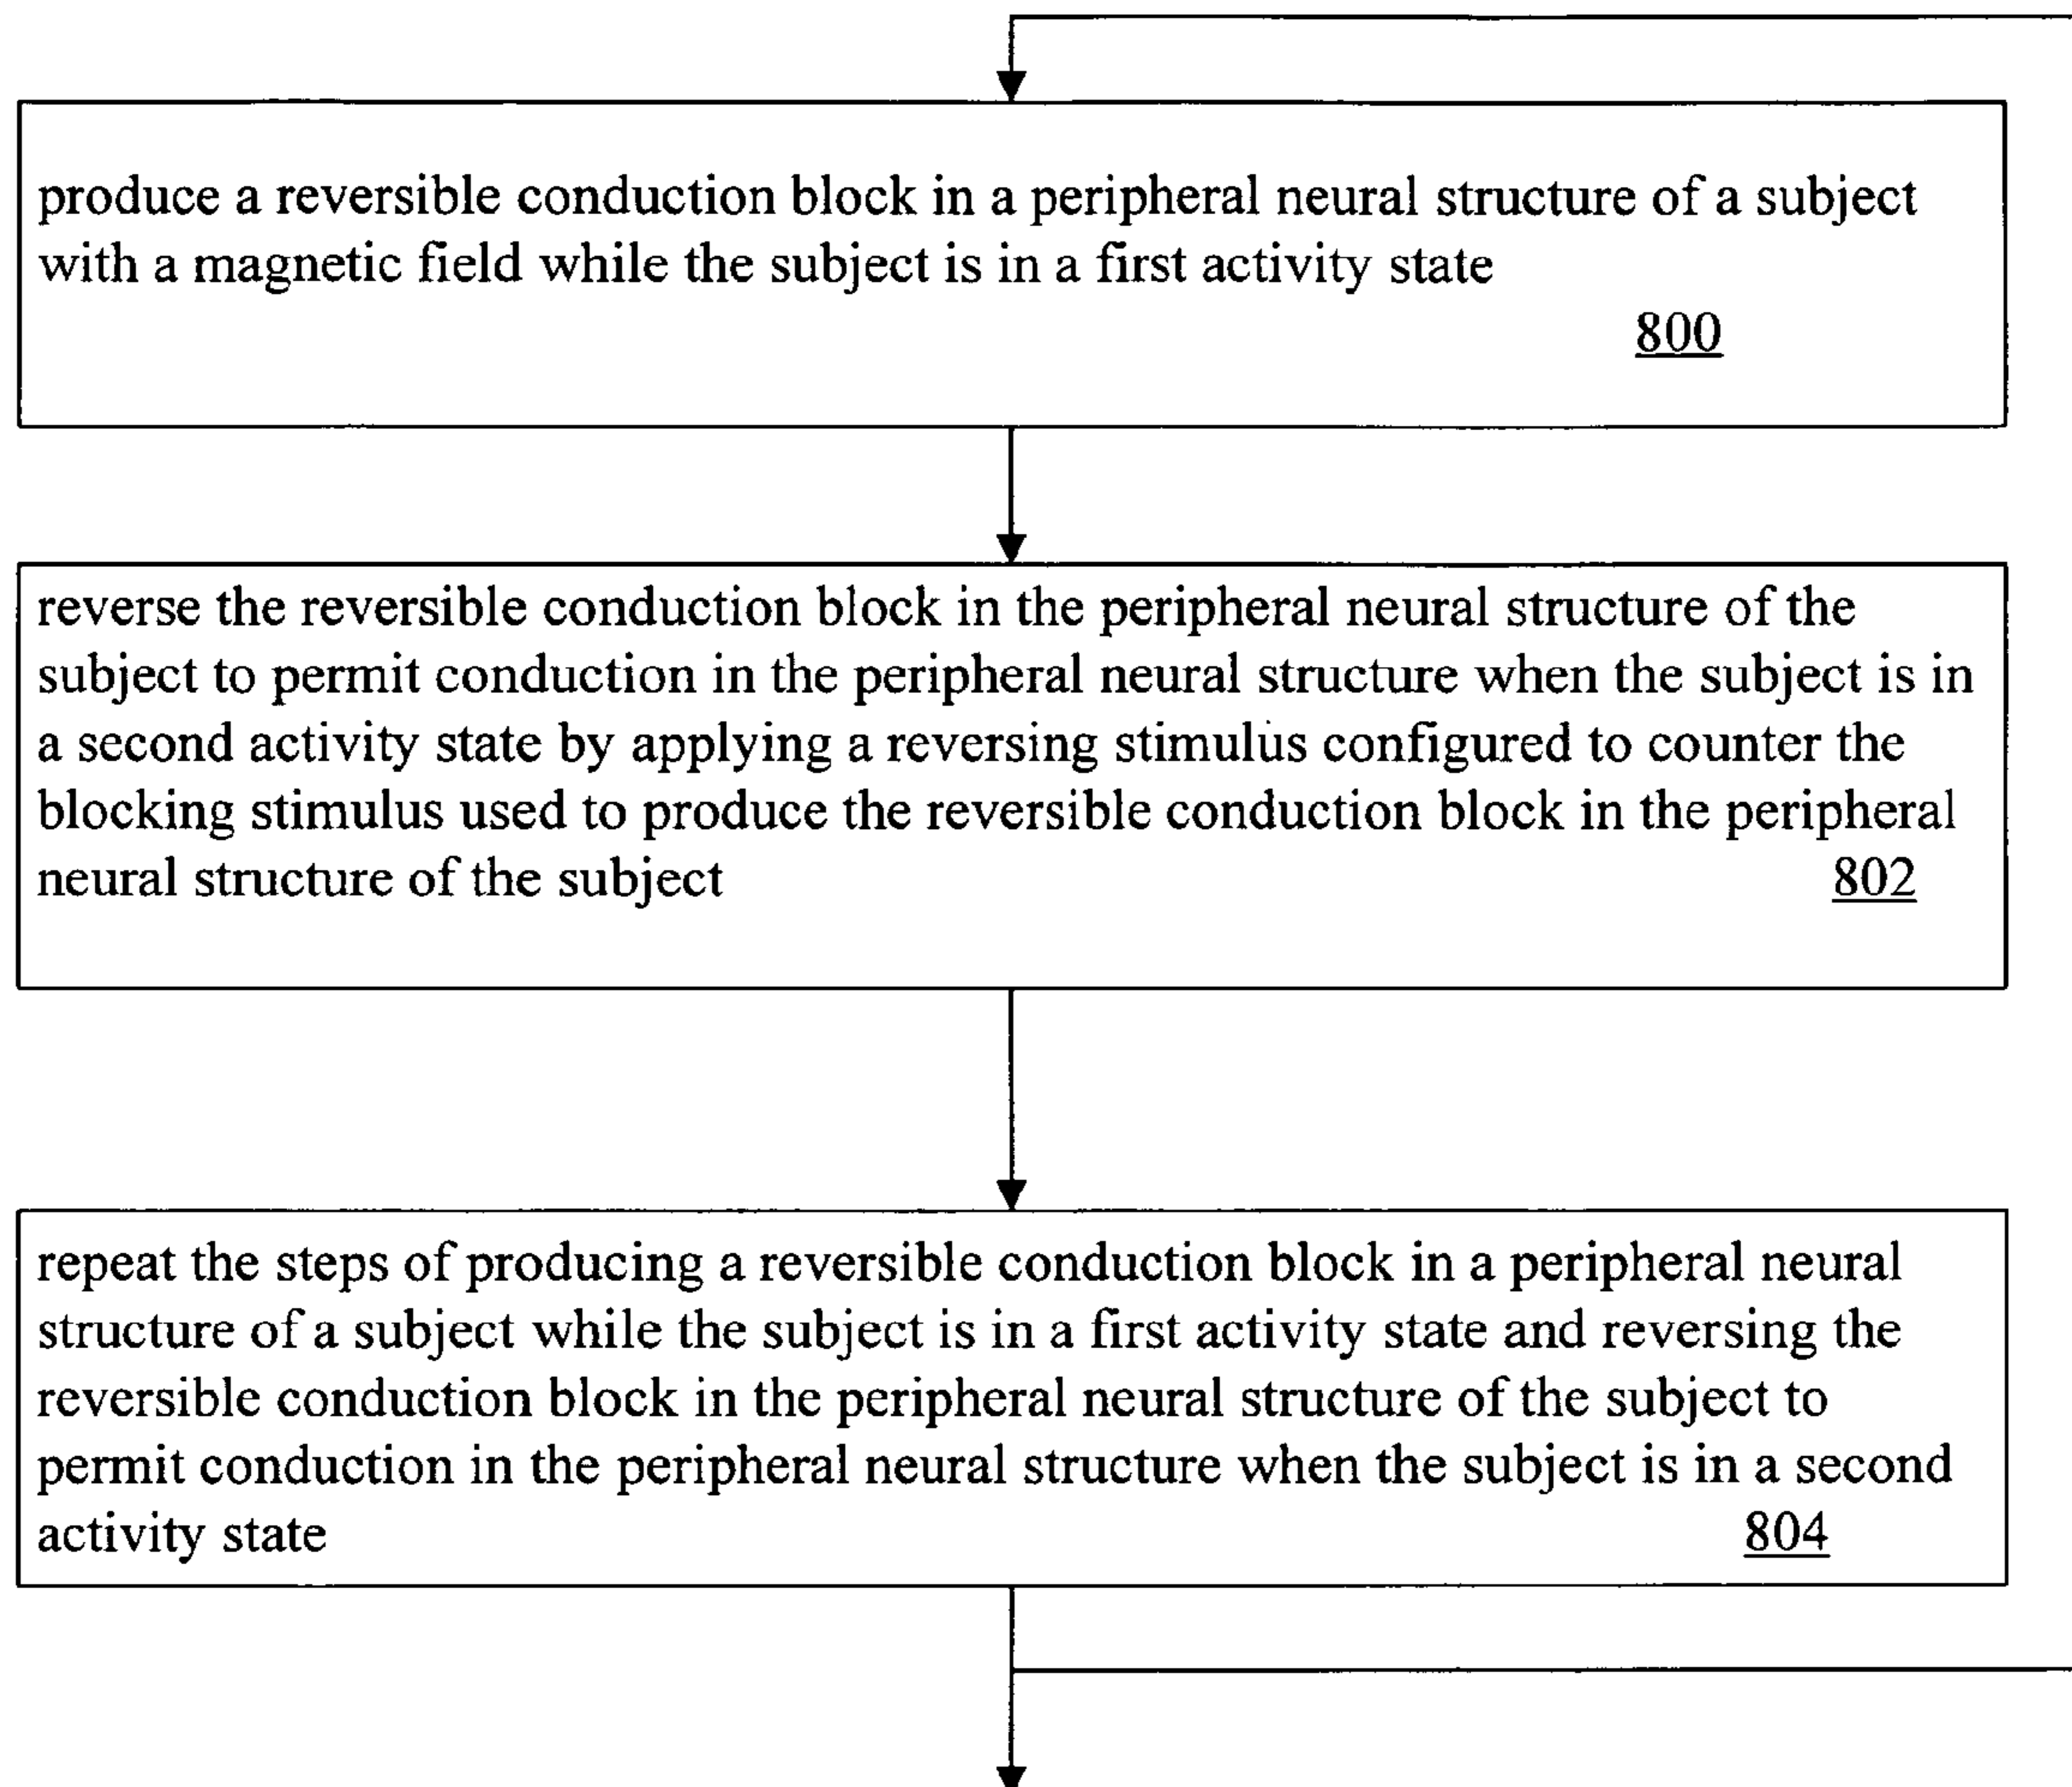 produce a reversible conduction block in a peripheral neural structure of a subject
with a magnetic field while the subject is in a first activity state
800
reverse the reversible conduction block in the peripheral neural structure of the
subject to permit conduction in the peripheral neural structure when the subject is in
a second activity state by applying a reversing stimulus configured to counter the
blocking stimulus used to produce the reversible conduction block in the peripheral
neural structure of the subject 802
repeat the steps of producing a reversible conduction block in a peripheral neural
structure of a subject while the subject is in a first activity state and reversing the
reversible conduction block in the peripheral neural structure of the subject to
permit conduction in the peripheral neural structure when the subject is in a second
activity state 804